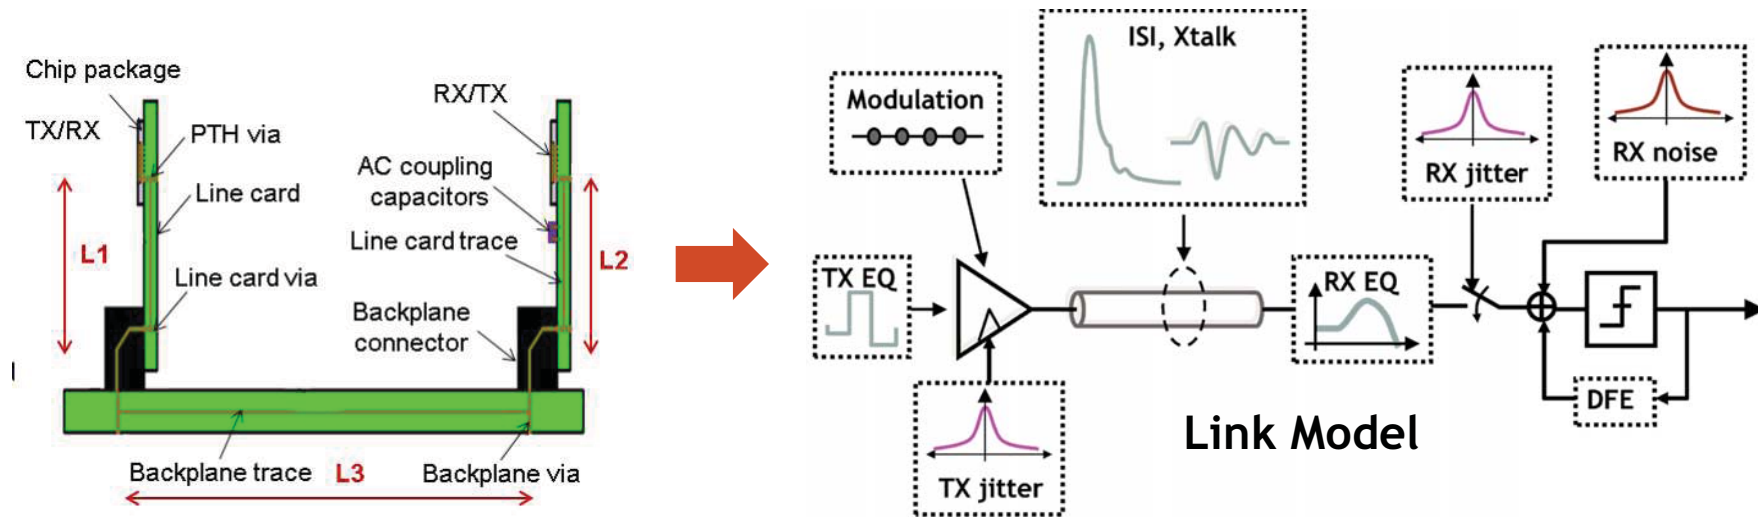 Chip package
TX/RX
PTH via
Line card
L1
Line card via
RX/TX
AC coupling
capacitors
Line card trace
L2
Backplane
connector
Backplane trace
L3
Backplane via
Modulation
ISI, Xtalk
RX jitter
RX noise
TX EQ
RX EQ
DFE
TX jitter
Link Model